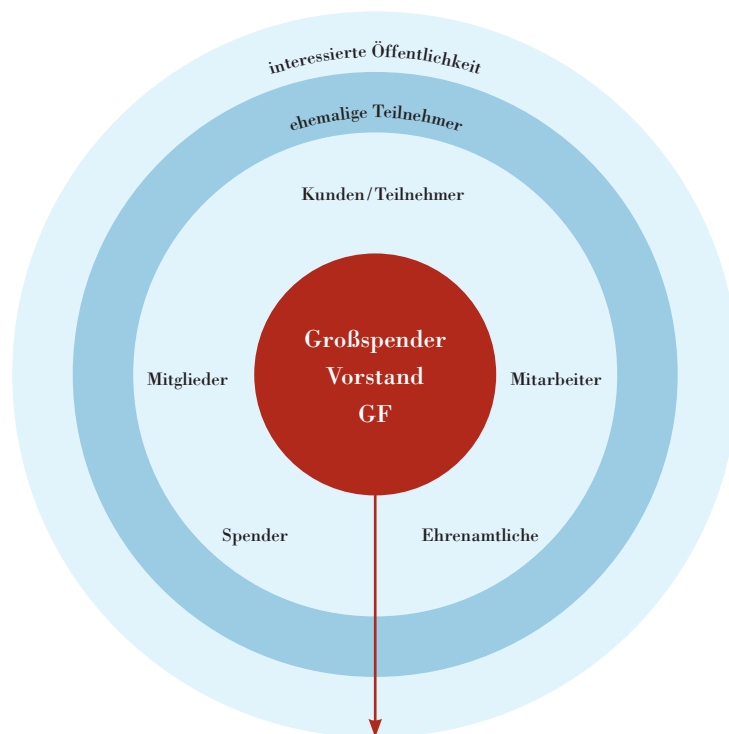 interessierte Öffentlichkeit
ehemalige Teilnehmer
Kunden/Teilnehmer
Großspender
Vorstand
GF
Mitglieder
Mitarbeiter
Spender
Ehrenamtliche